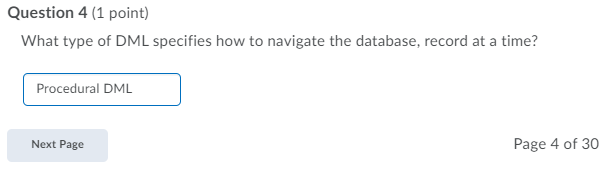 Question 4 (1 point)
What type of DML specifies how to navigate the database, record at a time?
Procedural DML
Next Page
Page 4 of 30